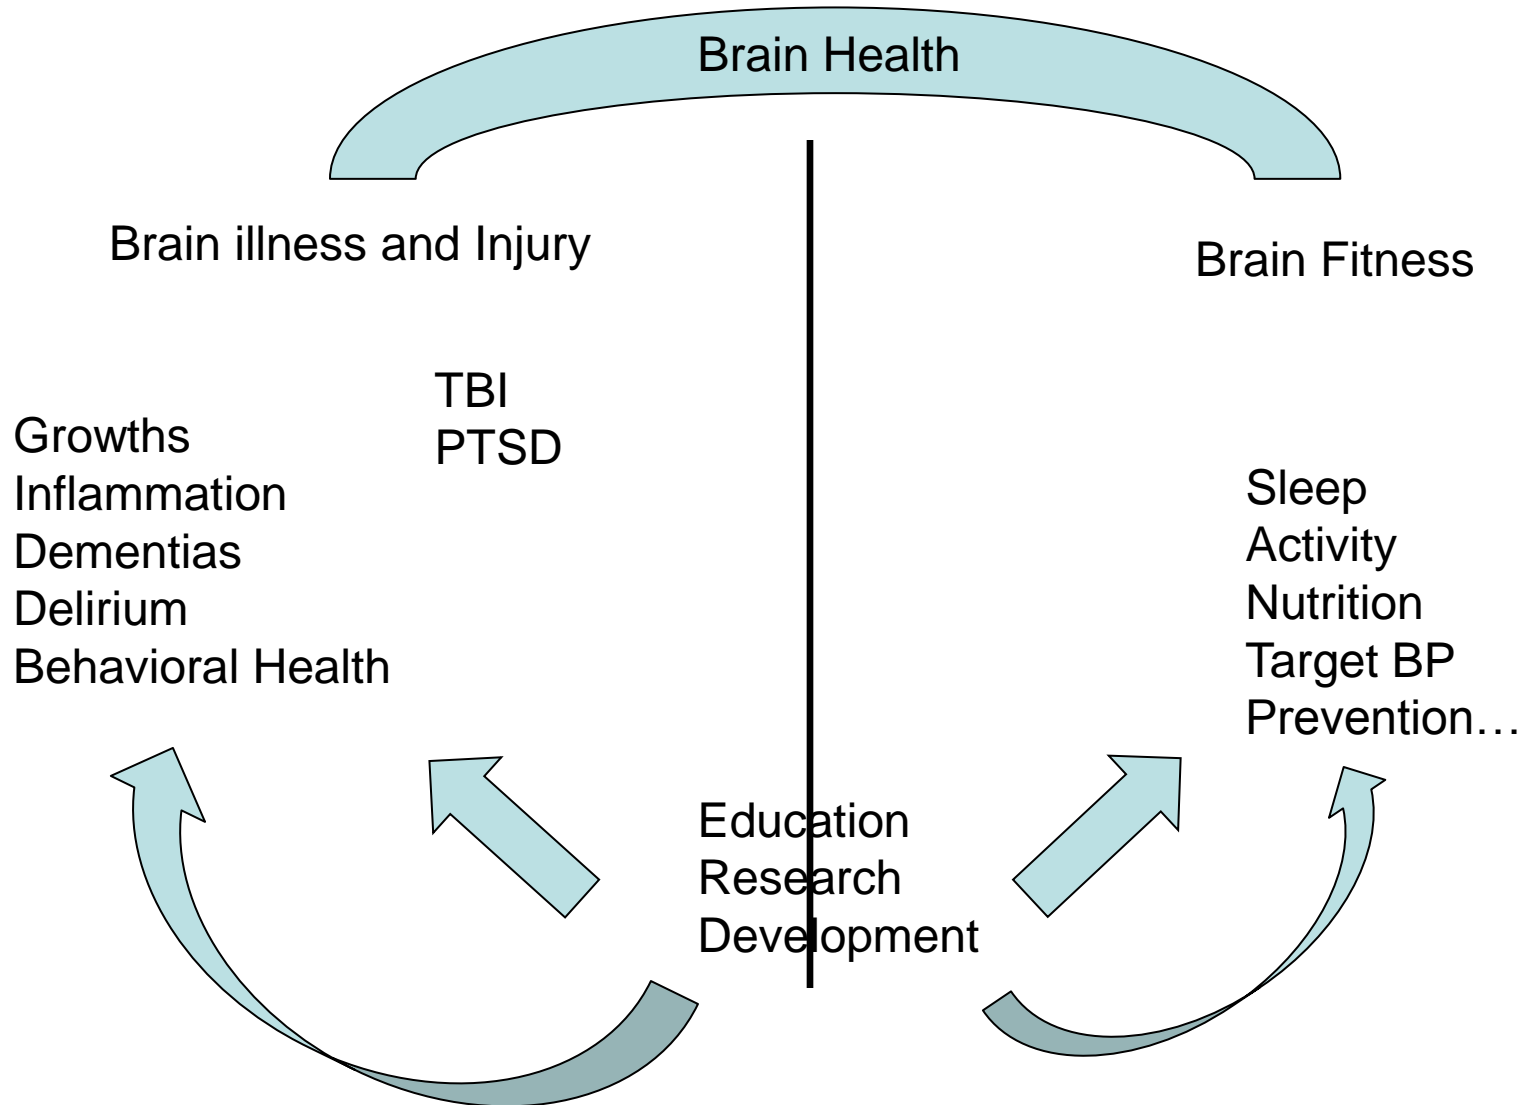 Brain Health
Brain illness and Injury
Brain Fitness
TBI
PTSD
Growths
Inflammation
Dementias
Delirium
Behavioral Health
Sleep
Activity
Nutrition
Target BP
Prevention…
Education
Research
Development